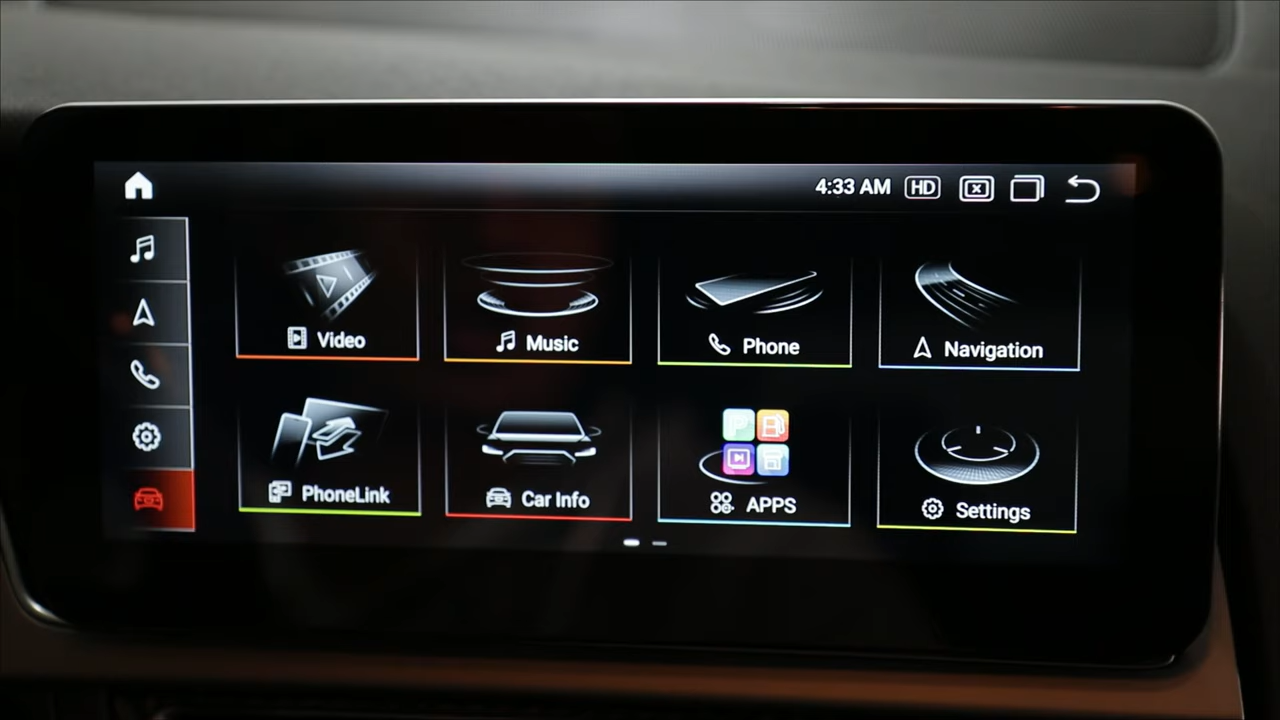 4:33 AM HD
Video
Music
Phone
Navigation
PhoneLink
Car Info
APPS
Settings